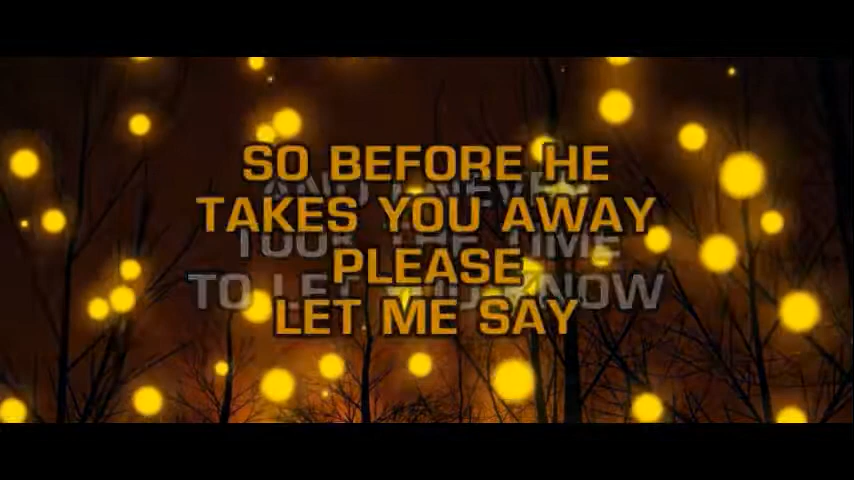 SO BEFORE HE
TAKES YOU AWAY
PLEASE
LET ME SAY
AND I NEVER
TOOK THE TIME
TO LET YOU KNOW